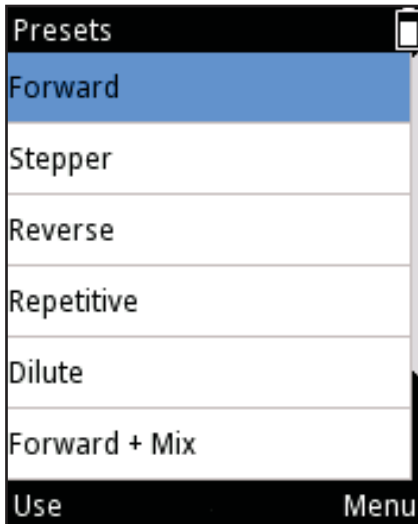 Presets
Forward
Stepper
Reverse
Repetitive
Dilute
Forward + Mix
Use Menu